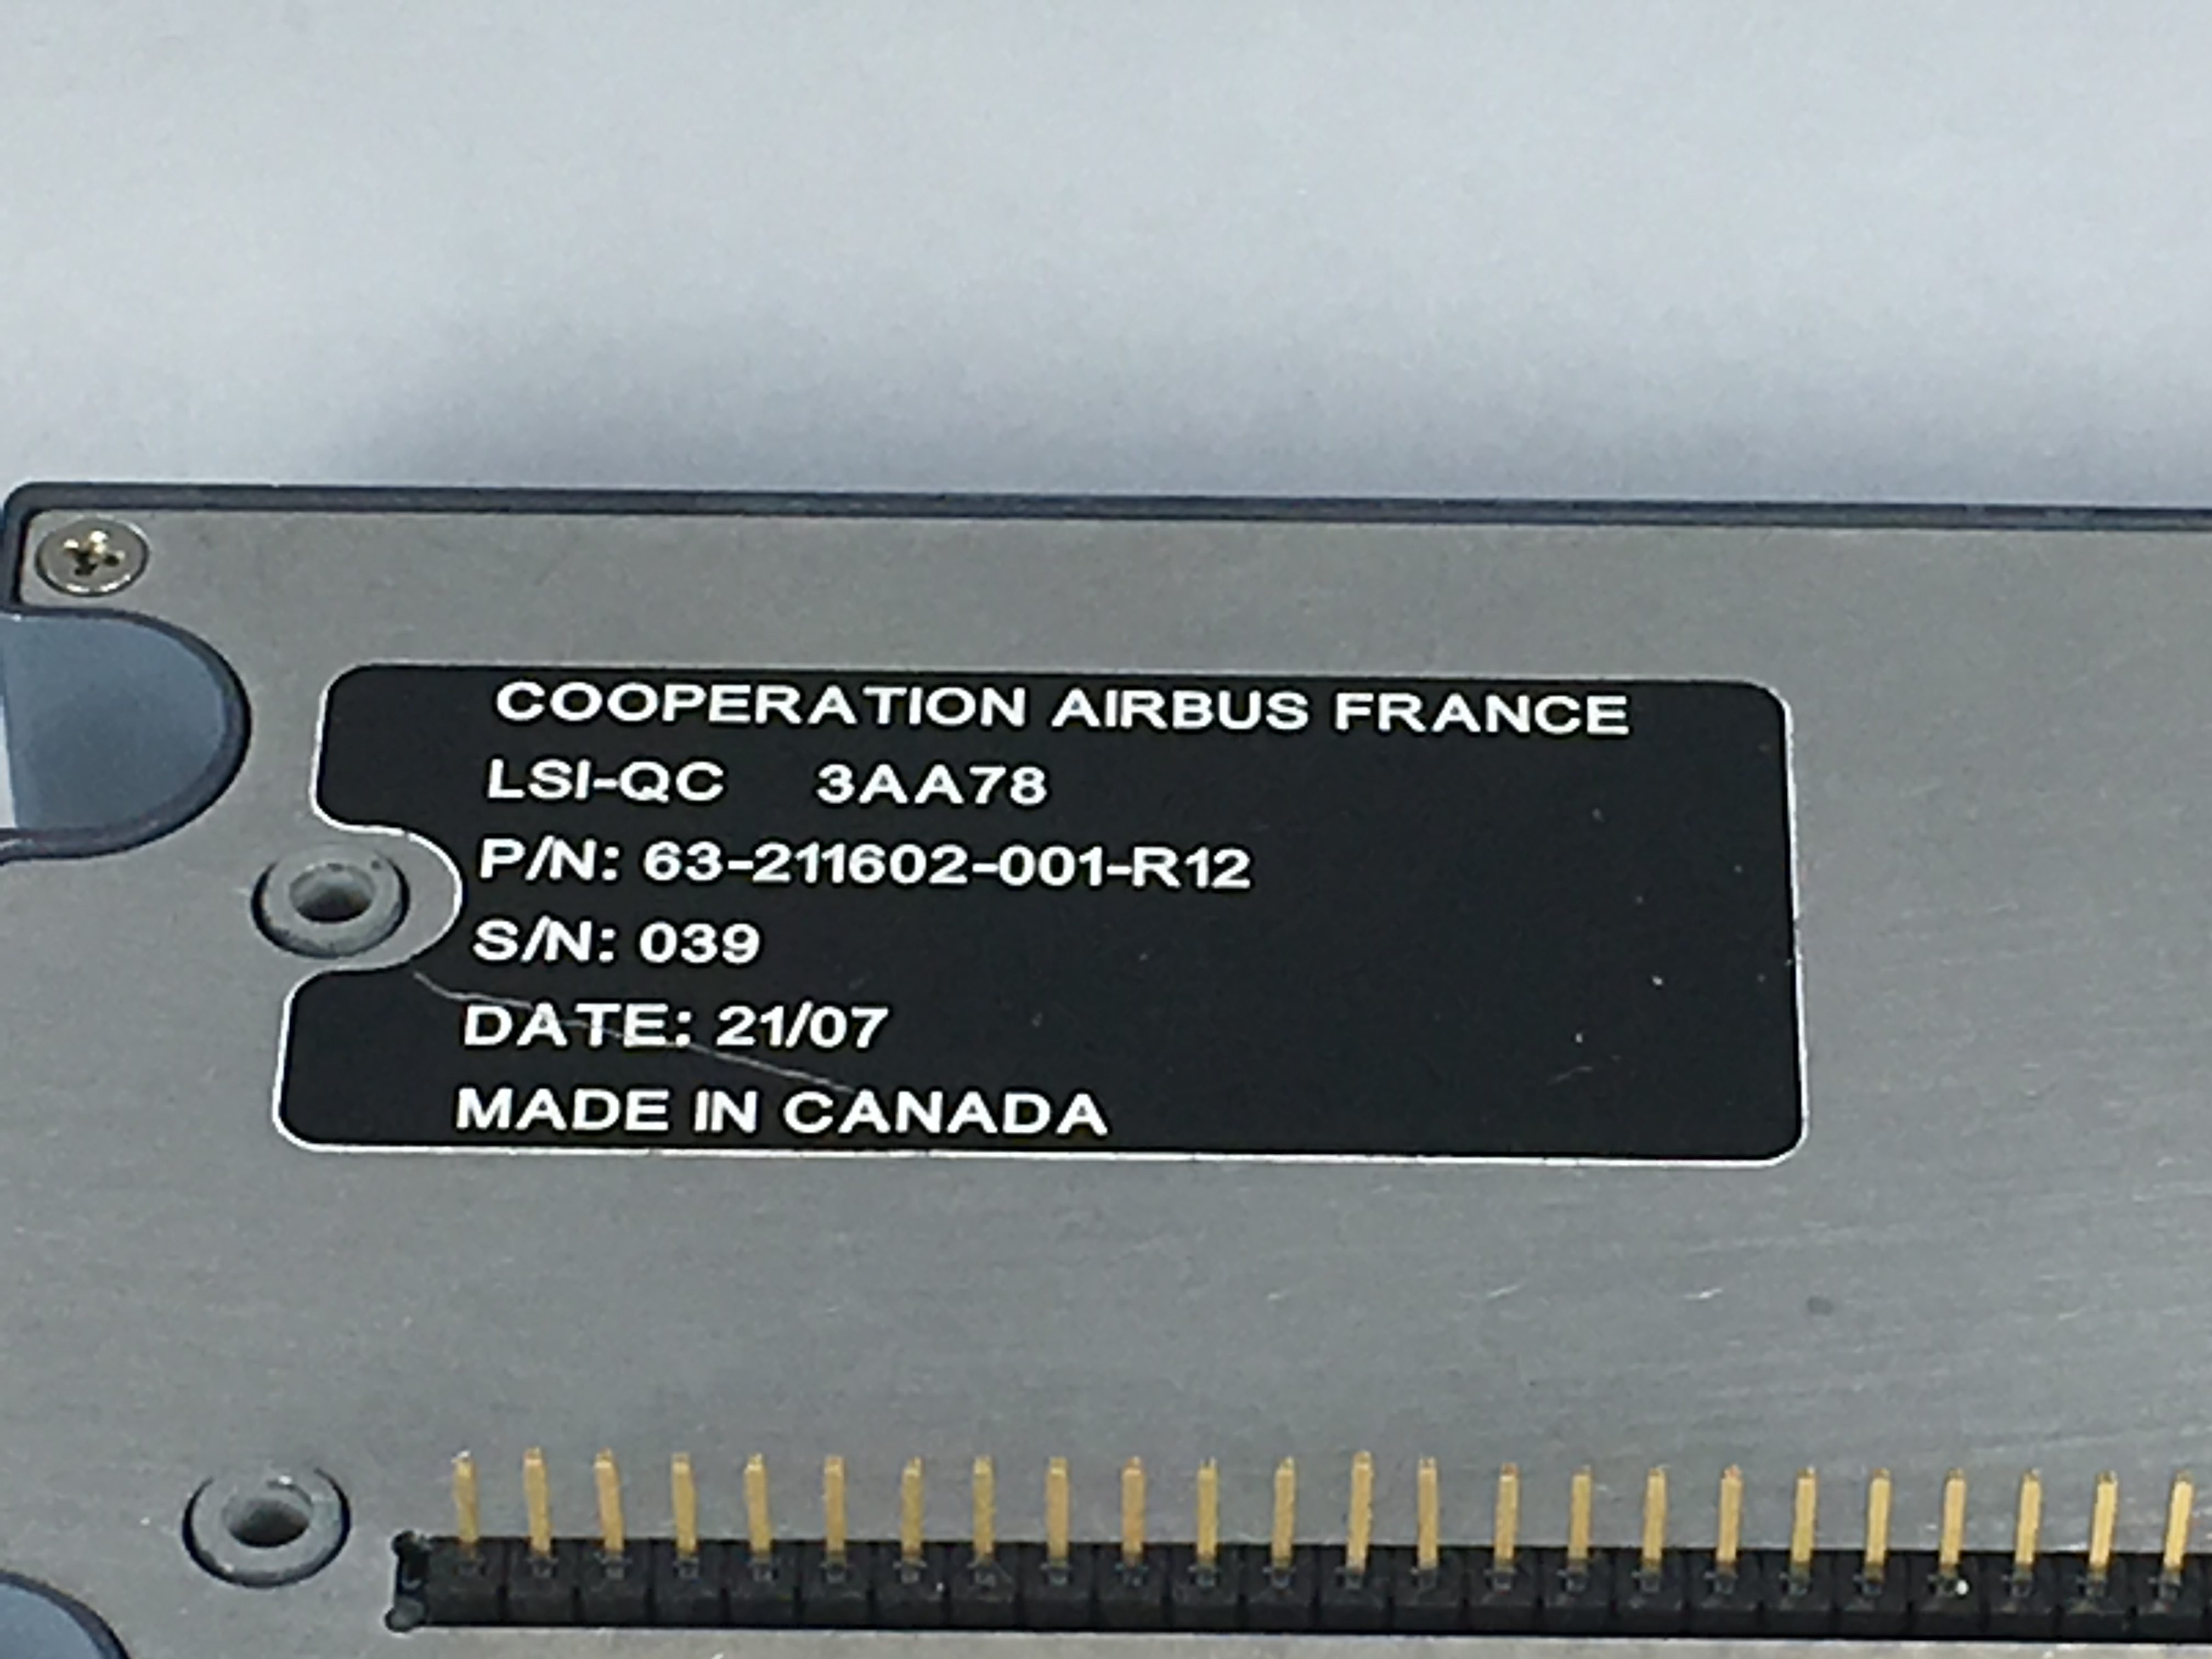 COOPERATION AIRBUS FRANCE
LSI-QC 3AA78
P/N: 63-211602-001-R12
S/N: 039
DATE: 21/07
MADE IN CANADA